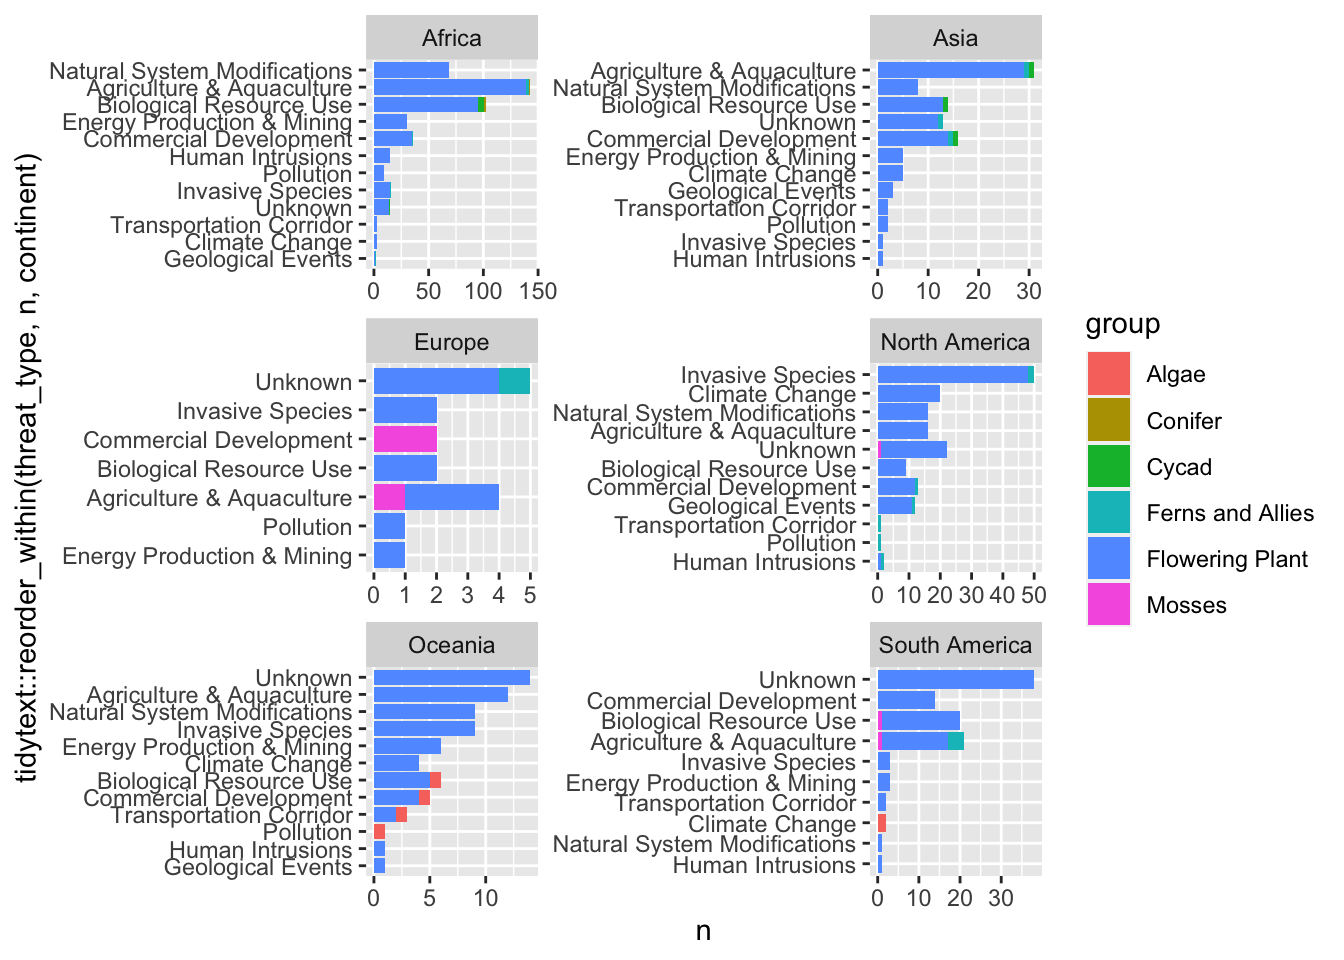 tidytext::reorder_within(threat_type, n, continent)
Africa
Natural System Modifications
Agriculture & Aquaculture
Biological Resource Use
Energy Production & Mining
Commercial Development
Human Intrusions
Pollution
Invasive Species
Unknown
Transportation Corridor
Climate Change
Geological Events
0 50 100 150
Asia
Agriculture & Aquaculture
Natural System Modifications
Biological Resource Use
Unknown
Commercial Development
Energy Production & Mining
Climate Change
Geological Events
Transportation Corridor
Pollution
Invasive Species
Human Intrusions
0 10 20 30
Europe
Unknown
Invasive Species
Commercial Development
Biological Resource Use
Agriculture & Aquaculture
Pollution
Energy Production & Mining
0 1 2 3 4 5
North America
Invasive Species
Climate Change
Natural System Modifications
Agriculture & Aquaculture
Unknown
Biological Resource Use
Commercial Development
Geological Events
Transportation Corridor
Pollution
Human Intrusions
0 10 20 30 40 50
Oceania
Unknown
Agriculture & Aquaculture
Natural System Modifications
Invasive Species
Energy Production & Mining
Climate Change
Biological Resource Use
Commercial Development
Transportation Corridor
Pollution
Human Intrusions
Geological Events
0 5 10
South America
Unknown
Commercial Development
Biological Resource Use
Agriculture & Aquaculture
Invasive Species
Energy Production & Mining
Transportation Corridor
Climate Change
Natural System Modifications
Human Intrusions
0 10 20 30
n
group
Algae
Conifer
Cycad
Ferns and Allies
Flowering Plant
Mosses